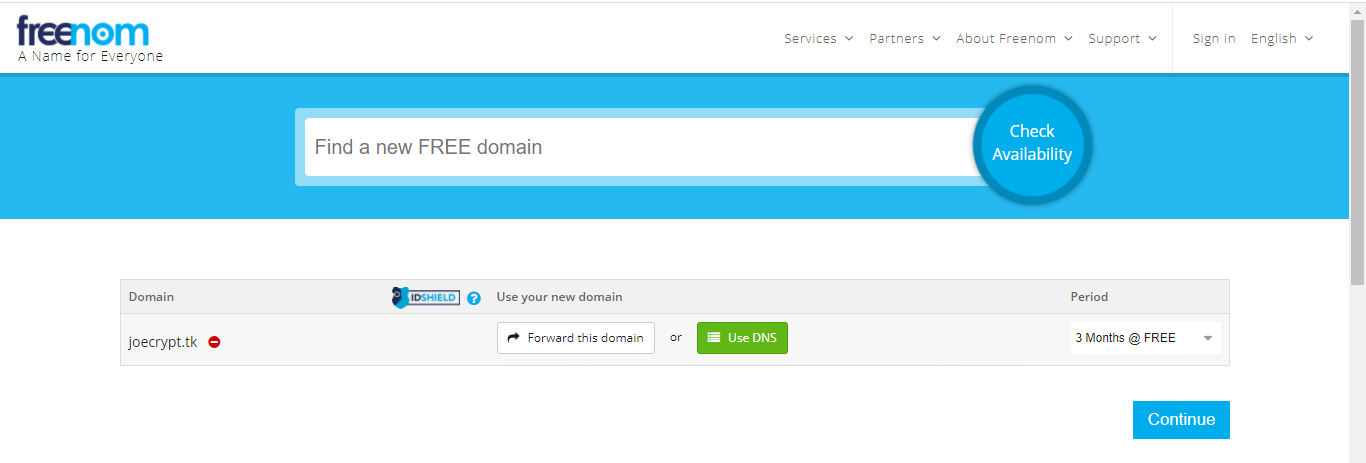 freenom
A Name for Everyone
Services Partners About Freenom Support Sign in English
Find a new FREE domain
Check
Availability
Domain IDSHIELD ? Use your new domain Period
joecrypt.tk Forward this domain or Use DNS 3 Months @ FREE
Continue